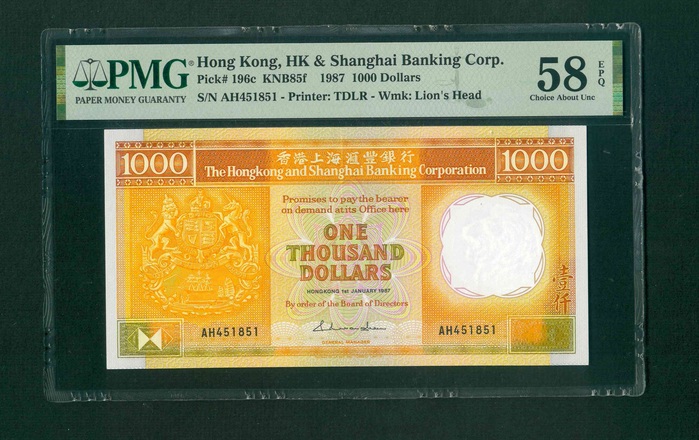 PMG®
PAPER MONEY GUARANTY
Hong Kong, HK & Shanghai Banking Corp.
Pick# 196c KNB85f 1987 1000 Dollars
S/N AH451851 - Printer: TDLR - Wmk: Lion's Head
58
EPQ
Choice About Unc
1000
香港上海滙豐銀行
The Hongkong and Shanghai Banking Corporation
1000
Promises to pay the bearer
on demand at its Office here
ONE
THOUSAND
DOLLARS
HONGKONG 1st JANUARY 1987
By order of the Board of Directors
壹仟
AH451851
AH451851
GENERAL MANAGER